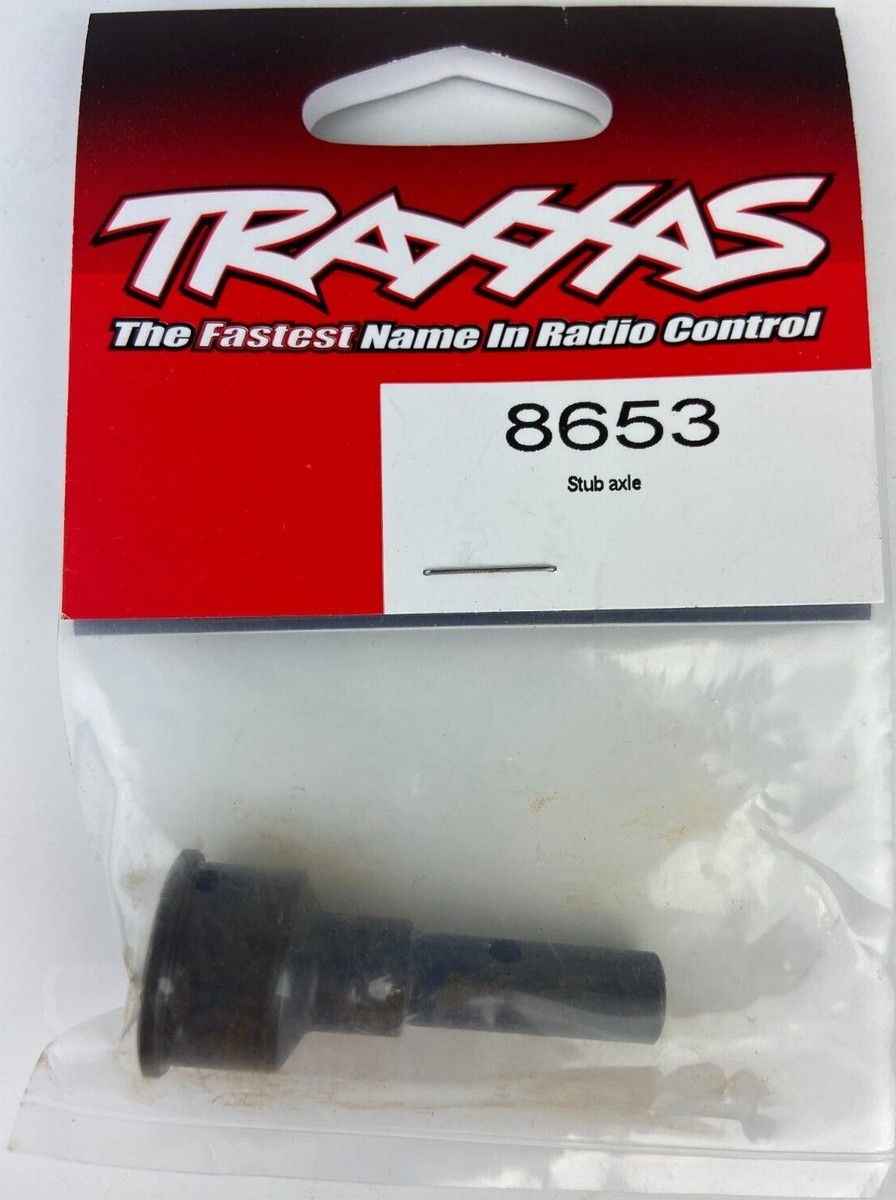 TRAXXAS
The Fastest Name In Radio Control
8653
Stub axle